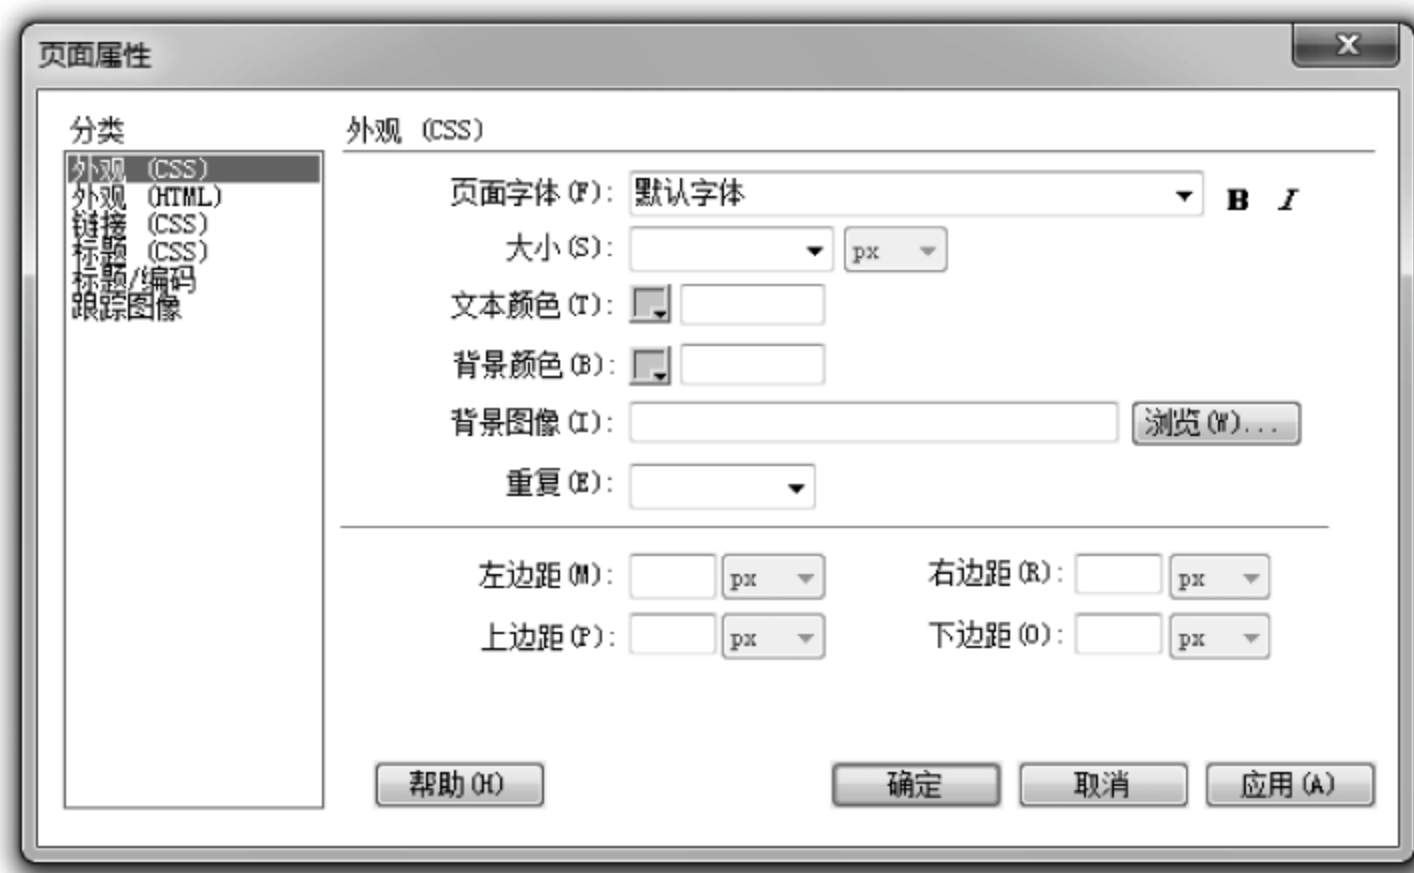 页面属性
分类
外观 (CSS)
外观 (HTML)
链接 (CSS)
标题 (CSS)
标题/编码
跟踪图像
外观 (CSS)
页面字体(F): 默认字体 B I
大小(S): px
文本颜色(T):
背景颜色(B):
背景图像(I): 浏览(W)...
重复(E):
左边距(M): px 右边距(R): px
上边距(P): px 下边距(O): px
帮助(H) 确定 取消 应用(A)